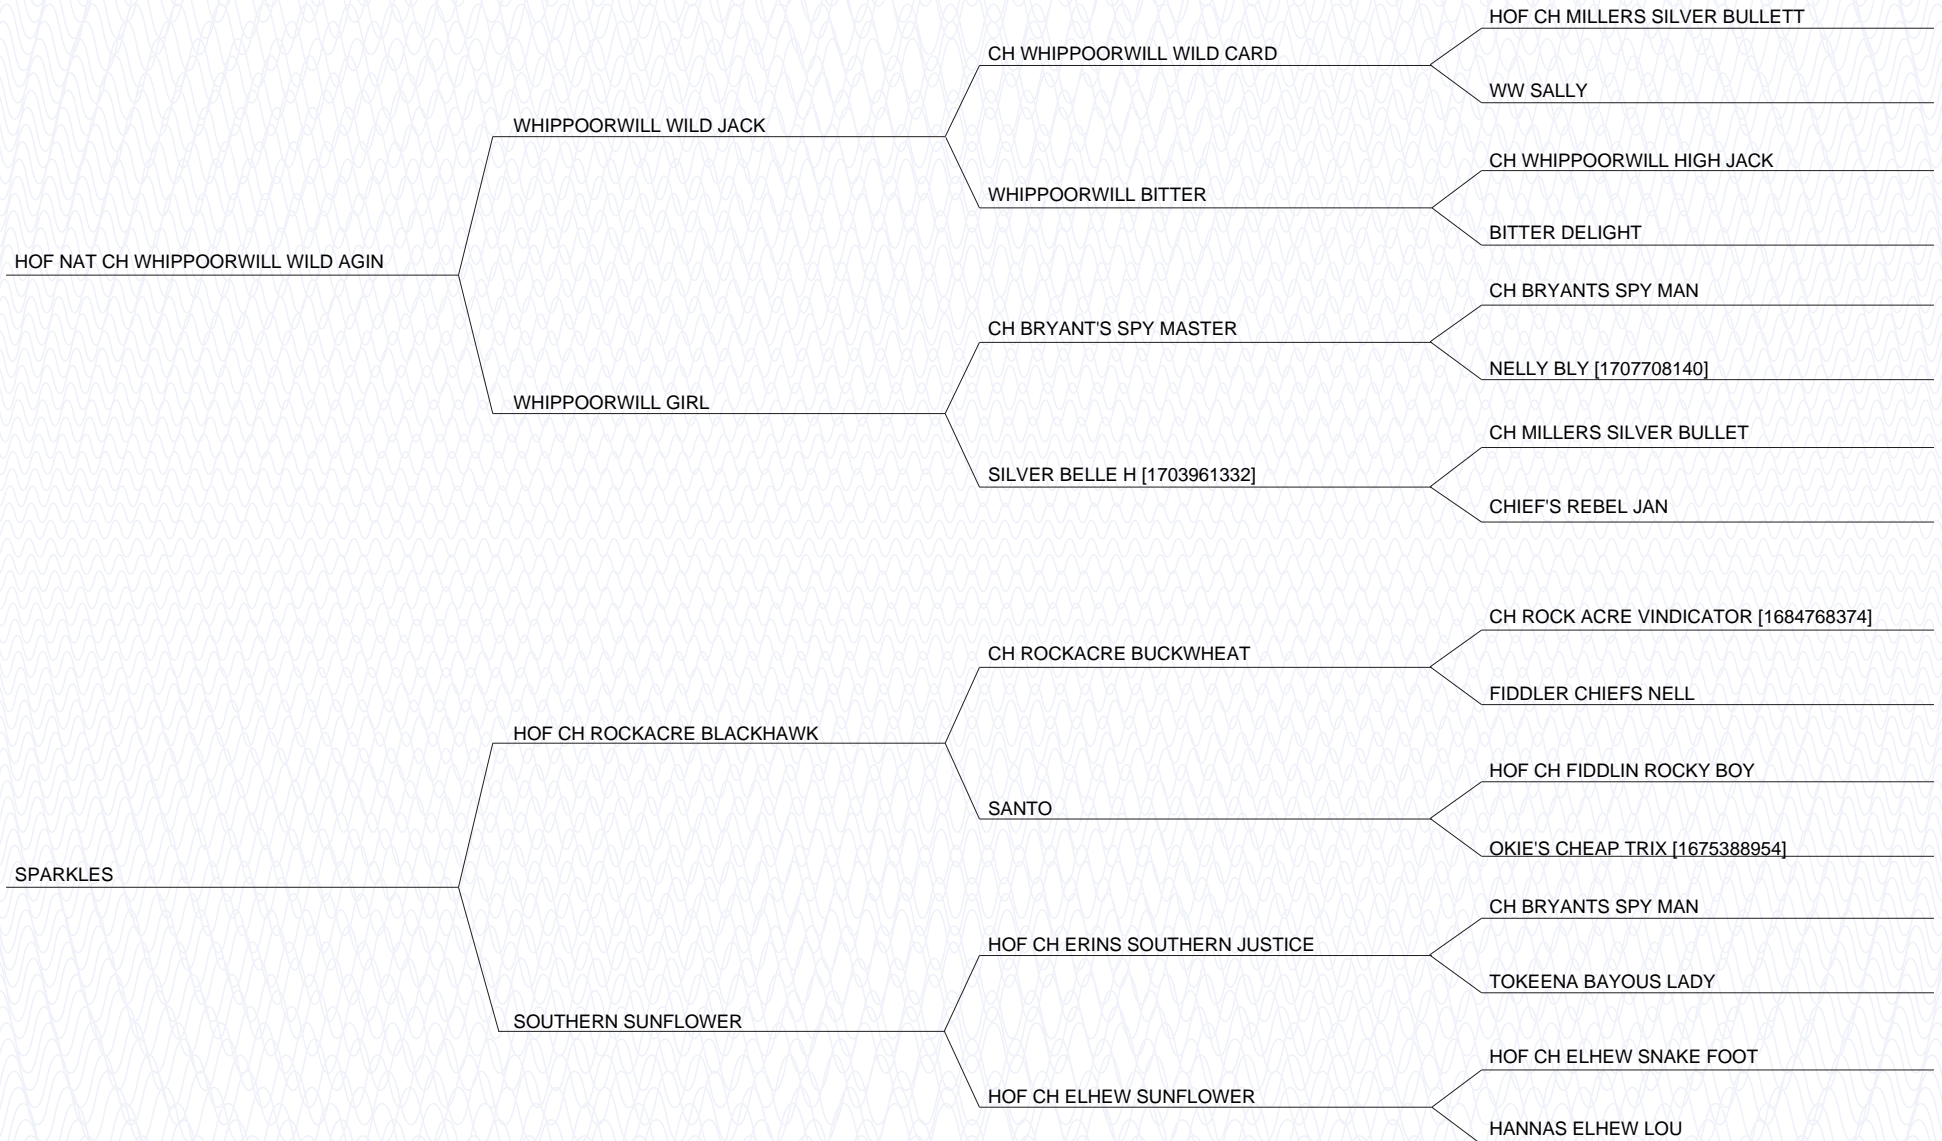 HOF CH MILLERS SILVER BULLETT
CH WHIPPOORWILL WILD CARD
WW SALLY
WHIPPOORWILL WILD JACK
CH WHIPPOORWILL HIGH JACK
WHIPPOORWILL BITTER
BITTER DELIGHT
HOF NAT CH WHIPPOORWILL WILD AGIN
CH BRYANTS SPY MAN
CH BRYANT'S SPY MASTER
NELLY BLY [1707708140]
WHIPPOORWILL GIRL
CH MILLERS SILVER BULLET
SILVER BELLE H [1703961332]
CHIEF'S REBEL JAN
CH ROCK ACRE VINDICATOR [1684768374]
CH ROCKACRE BUCKWHEAT
FIDDLER CHIEFS NELL
HOF CH ROCKACRE BLACKHAWK
HOF CH FIDDLIN ROCKY BOY
SANTO
OKIE'S CHEAP TRIX [1675388954]
SPARKLES
CH BRYANTS SPY MAN
HOF CH ERINS SOUTHERN JUSTICE
TOKEENA BAYOUS LADY
SOUTHERN SUNFLOWER
HOF CH ELHEW SNAKE FOOT
HOF CH ELHEW SUNFLOWER
HANNAS ELHEW LOU